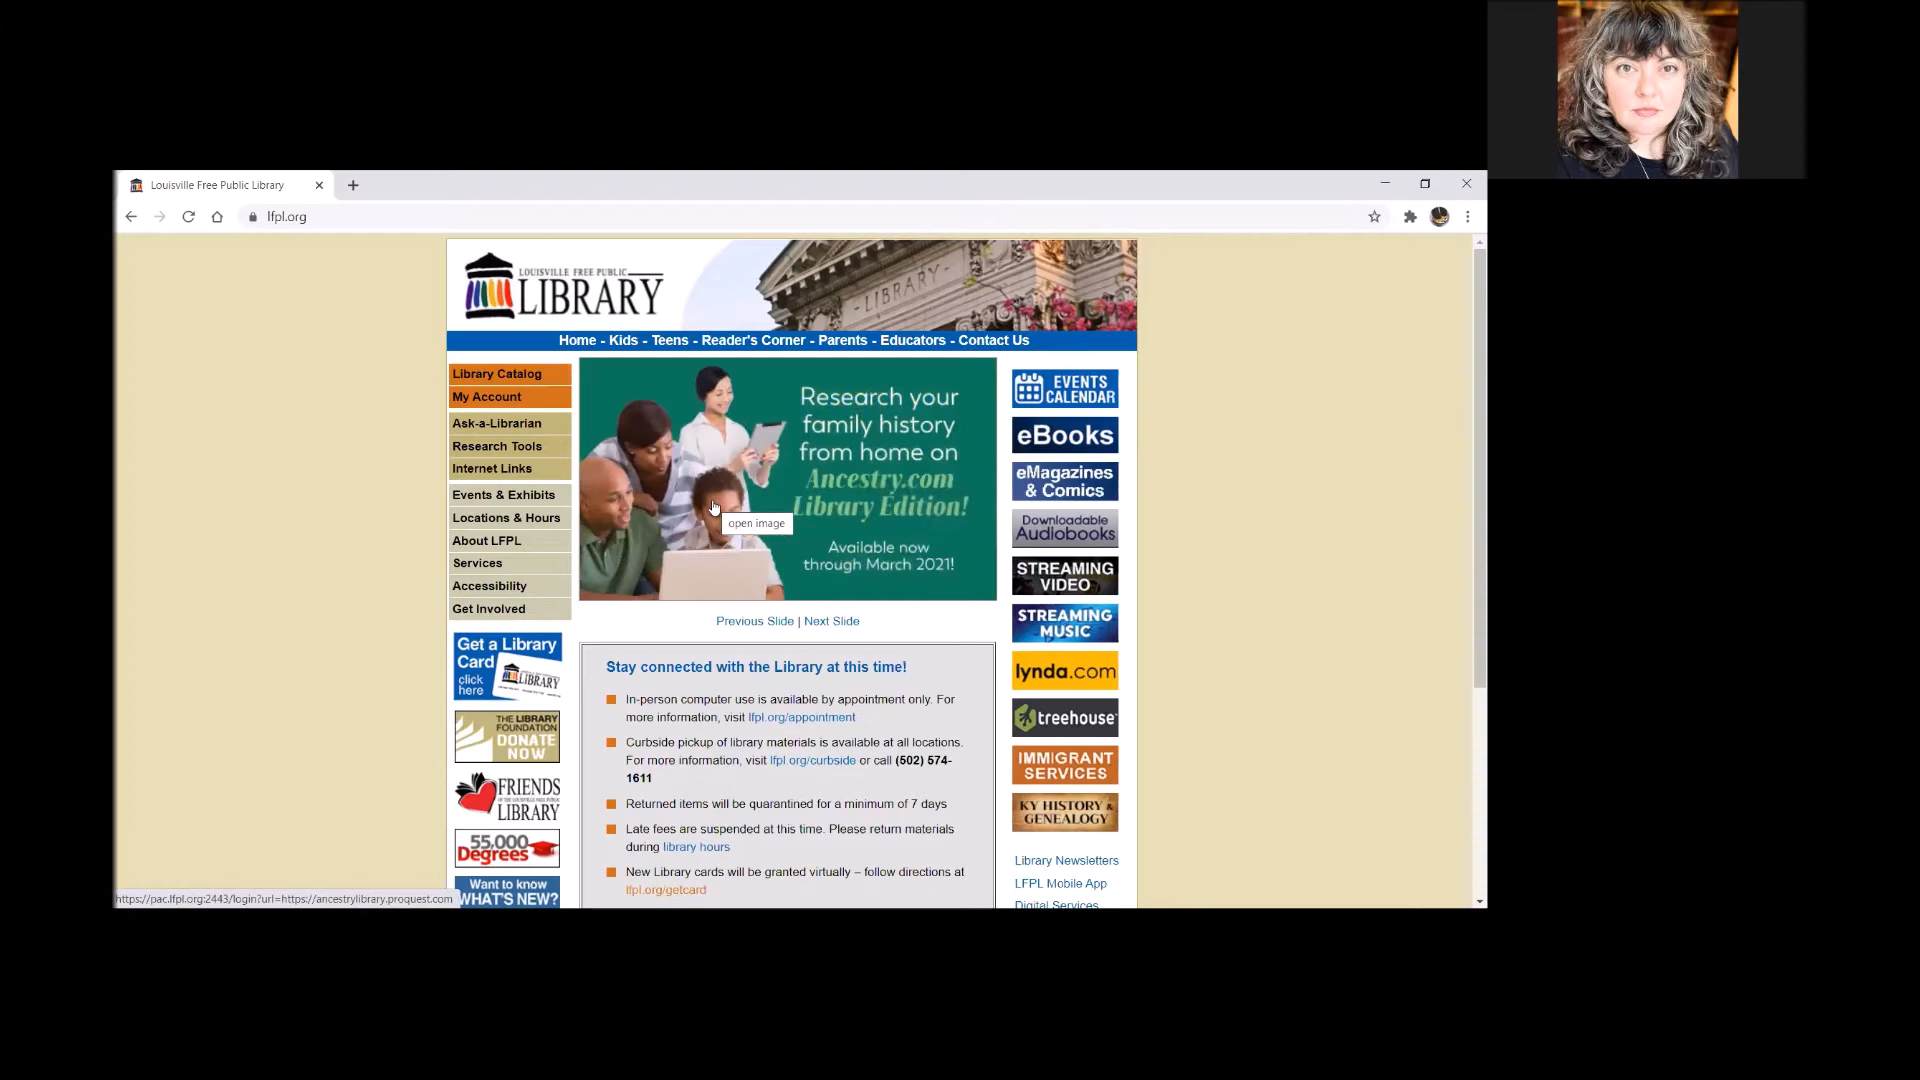 Louisville Free Public Library
lfpl.org
LOUISVILLE FREE PUBLIC
LIBRARY
LIBRARY
Home - Kids - Teens - Reader's Corner - Parents - Educators - Contact Us
Library Catalog
My Account
Ask-a-Librarian
Research Tools
Internet Links
Events & Exhibits
Locations & Hours
About LFPL
Services
Accessibility
Get Involved
Get a Library
Card
click
here
LIBRARY
THE LIBRARY
FOUNDATION
DONATE
NOW
FRIENDS
OF THE LOUISVILLE FREE PUBLIC
LIBRARY
55,000
Degrees
Want to know
WHAT'S NEW?
Research your
family history
from home on
Ancestry.com
Library Edition!
open image
Available now
through March 2021!
Previous Slide | Next Slide
Stay connected with the Library at this time!
In-person computer use is available by appointment only. For
more information, visit lfpl.org/appointment
Curbside pickup of library materials is available at all locations.
For more information, visit lfpl.org/curbside or call (502) 574-
1611
Returned items will be quarantined for a minimum of 7 days
Late fees are suspended at this time. Please return materials
during library hours
New Library cards will be granted virtually – follow directions at
lfpl.org/getcard
EVENTS
CALENDAR
eBooks
eMagazines
& Comics
Downloadable
Audiobooks
STREAMING
VIDEO
STREAMING
MUSIC
lynda.com
treehouse
IMMIGRANT
SERVICES
KY HISTORY &
GENEALOGY
Library Newsletters
LFPL Mobile App
Digital Services
https://pac.lfpl.org:2443/login?url=https://ancestrylibrary.proquest.com